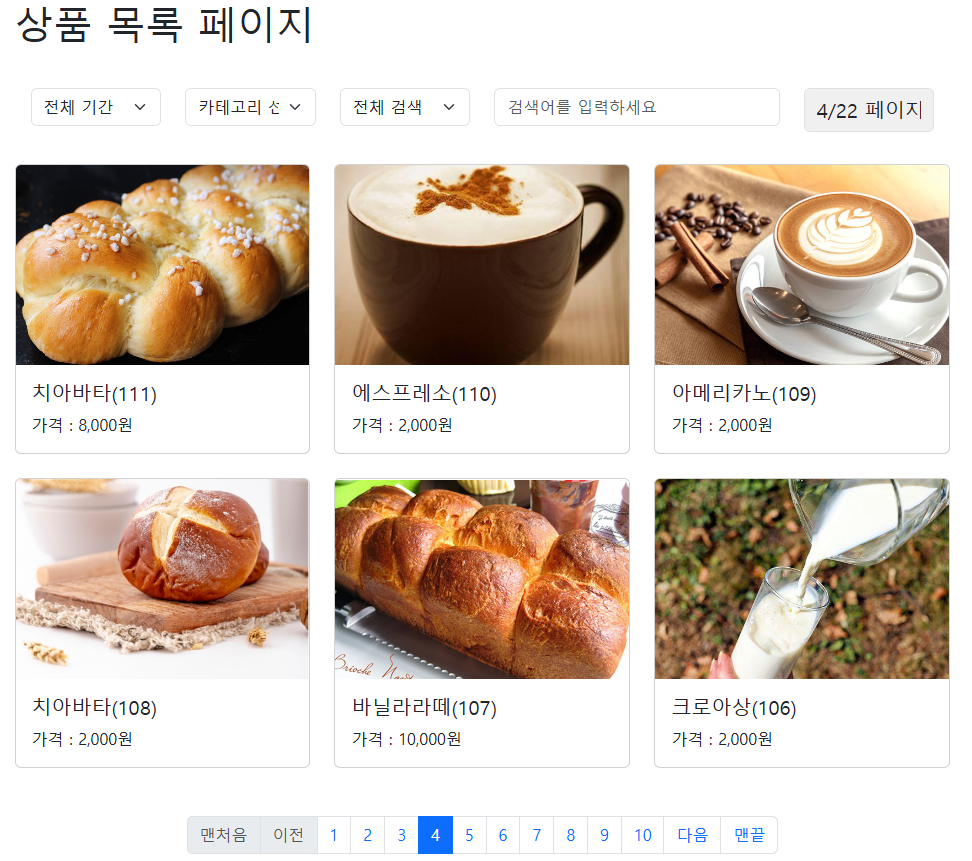 상품 목록 페이지
전체 기간 카테고리 선 전체 검색 검색어를 입력하세요 4/22 페이지
치아바타(111) 에스프레소(110) 아메리카노(109)
가격 : 8,000원 가격 : 2,000원 가격 : 2,000원
Brioche
치아바타(108) 바닐라라떼(107) 크로아상(106)
가격 : 2,000원 가격 : 10,000원 가격 : 2,000원
맨처음 이전 1 2 3 4 5 6 7 8 9 10 다음 맨끝